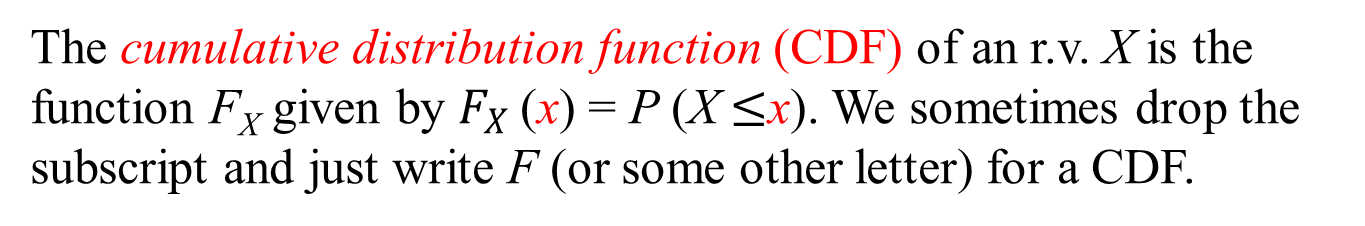 The cumulative distribution function (CDF) of an r.v. X is the
function F_X given by F_X (x) = P (X ≤x). We sometimes drop the
subscript and just write F (or some other letter) for a CDF.